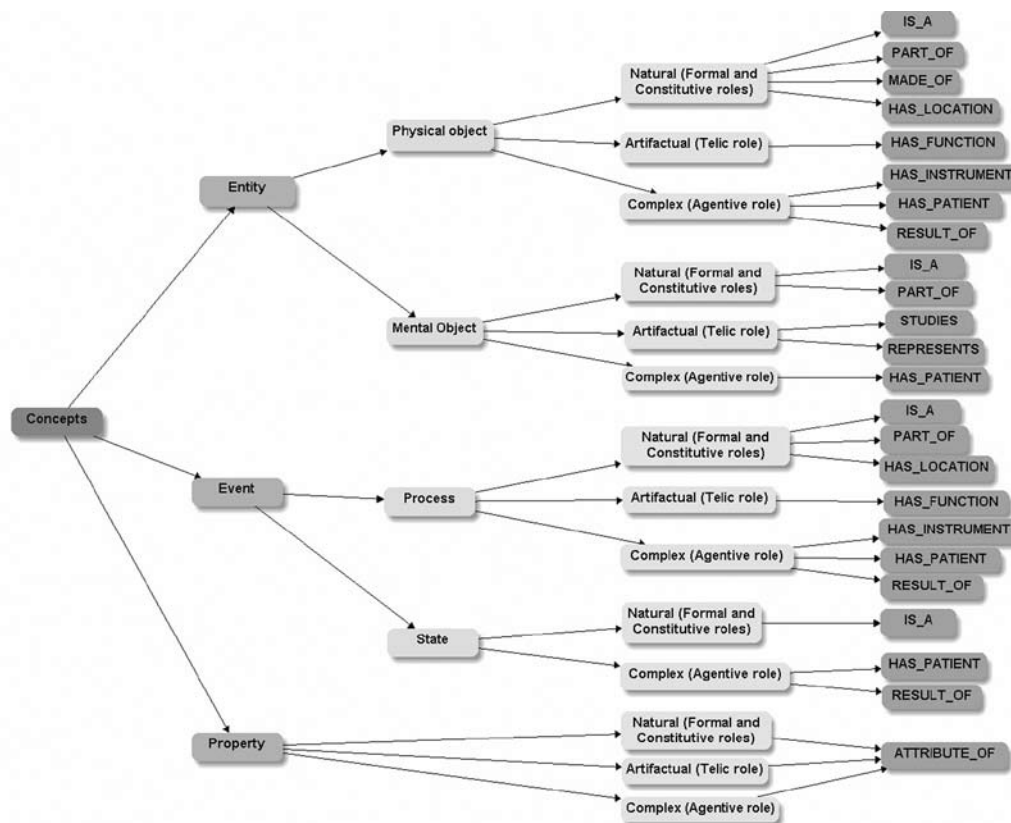 Concepts
Entity
Physical object
Natural (Formal and
Constitutive roles)
IS_A
PART_OF
MADE_OF
HAS_LOCATION
Artifactual (Telic role)
HAS_FUNCTION
Complex (Agentive role)
HAS_INSTRUMENT
HAS_PATIENT
RESULT_OF
Mental Object
Natural (Formal and
Constitutive roles)
IS_A
PART_OF
Artifactual (Telic role)
STUDIES
REPRESENTS
Complex (Agentive role)
HAS_PATIENT
Event
Process
Natural (Formal and
Constitutive roles)
IS_A
PART_OF
HAS_LOCATION
Artifactual (Telic role)
HAS_FUNCTION
Complex (Agentive role)
HAS_INSTRUMENT
HAS_PATIENT
RESULT_OF
State
Natural (Formal and
Constitutive roles)
IS_A
Complex (Agentive role)
HAS_PATIENT
RESULT_OF
Property
Natural (Formal and
Constitutive roles)
Artifactual (Telic role)
Complex (Agentive role)
ATTRIBUTE_OF